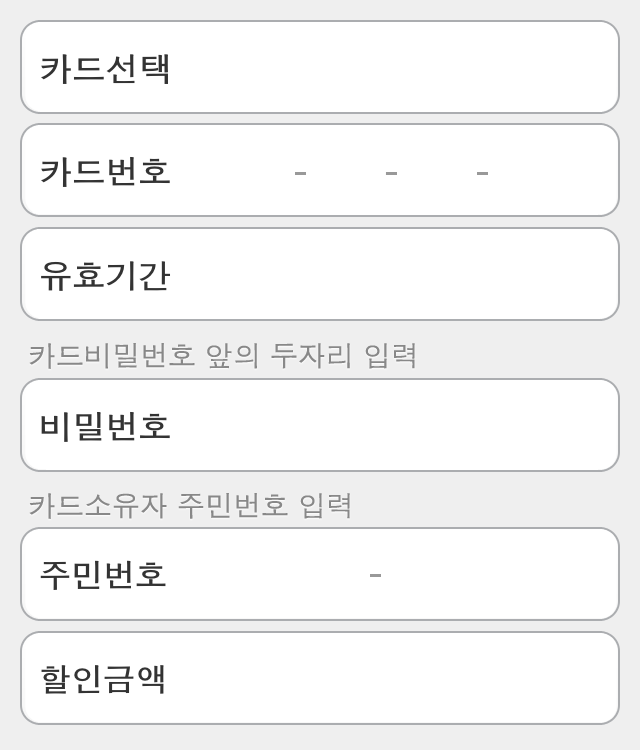 카드선택
카드번호 - - -
유효기간
카드비밀번호 앞의 두자리 입력
비밀번호
카드소유자 주민번호 입력
주민번호 -
할인금액